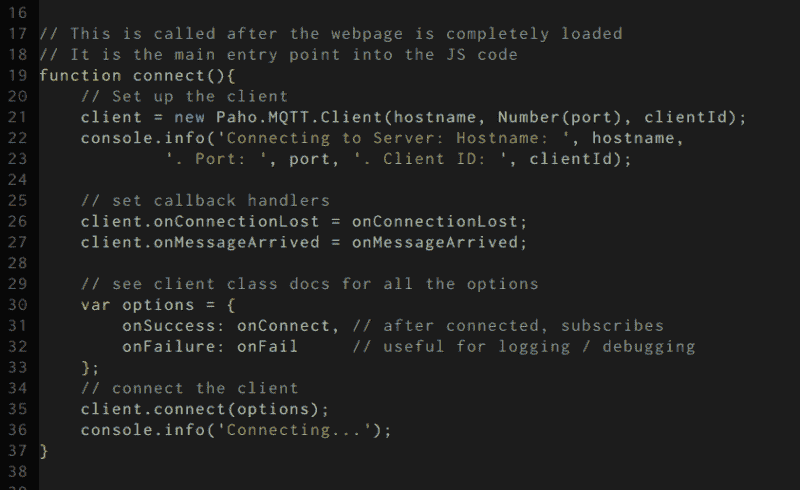 16
17 // This is called after the webpage is completely loaded
18 // It is the main entry point into the JS code
19 function connect(){
20     // Set up the client
21     client = new Paho.MQTT.Client(hostname, Number(port), clientId);
22     console.info('Connecting to Server: Hostname: ', hostname,
23             '. Port: ', port, '. Client ID: ', clientId);
24
25     // set callback handlers
26     client.onConnectionLost = onConnectionLost;
27     client.onMessageArrived = onMessageArrived;
28
29     // see client class docs for all the options
30     var options = {
31         onSuccess: onConnect, // after connected, subscribes
32         onFailure: onFail     // useful for logging / debugging
33     };
34     // connect the client
35     client.connect(options);
36     console.info('Connecting...');
37 }
38